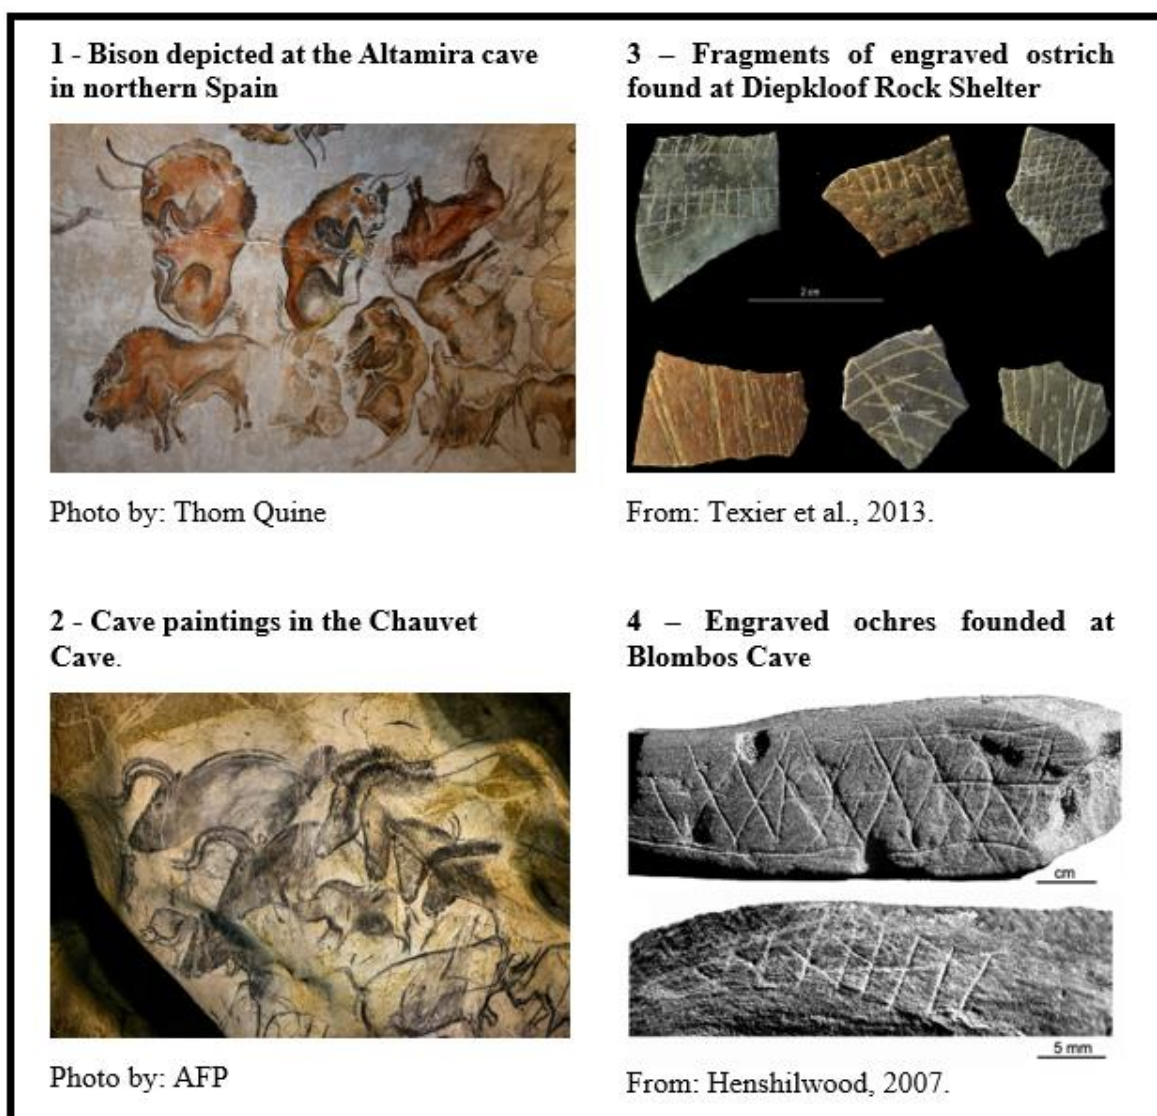 1 - Bison depicted at the Altamira cave
in northern Spain
Photo by: Thom Quine
2 - Cave paintings in the Chauvet
Cave.
Photo by: AFP
3 – Fragments of engraved ostrich
found at Diepkloof Rock Shelter
2 cm
From: Texier et al., 2013.
4 – Engraved ochres founded at
Blombos Cave
cm
5 mm
From: Henshilwood, 2007.